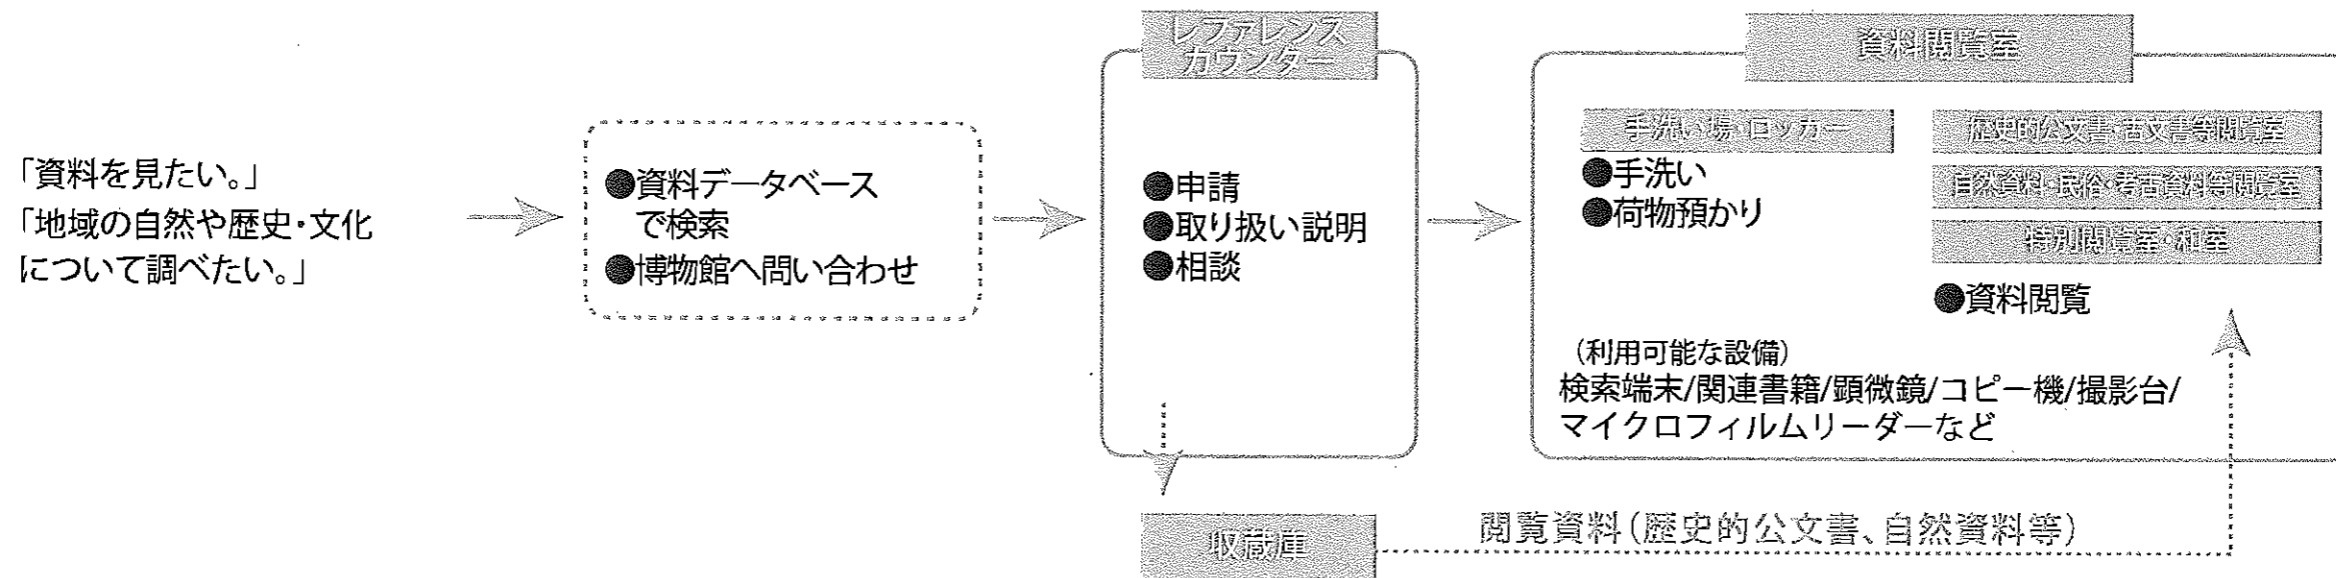 「資料を見たい。」
「地域の自然や歴史・文化
について調べたい。」
●資料データベース
で検索
●博物館へ問い合わせ
レファレンス
カウンター
●申請
●取り扱い説明
●相談
資料閲覧室
手洗い場・ロッカー
●手洗い
●荷物預かり
歴史的公文書・古文書等閲覧室
自然資料・民俗・考古資料等閲覧室
特別閲覧室・和室
●資料閲覧
（利用可能な設備）
検索端末/関連書籍/顕微鏡/コピー機/撮影台/
マイクロフィルムリーダーなど
収蔵庫
閲覧資料（歴史的公文書、自然資料等）